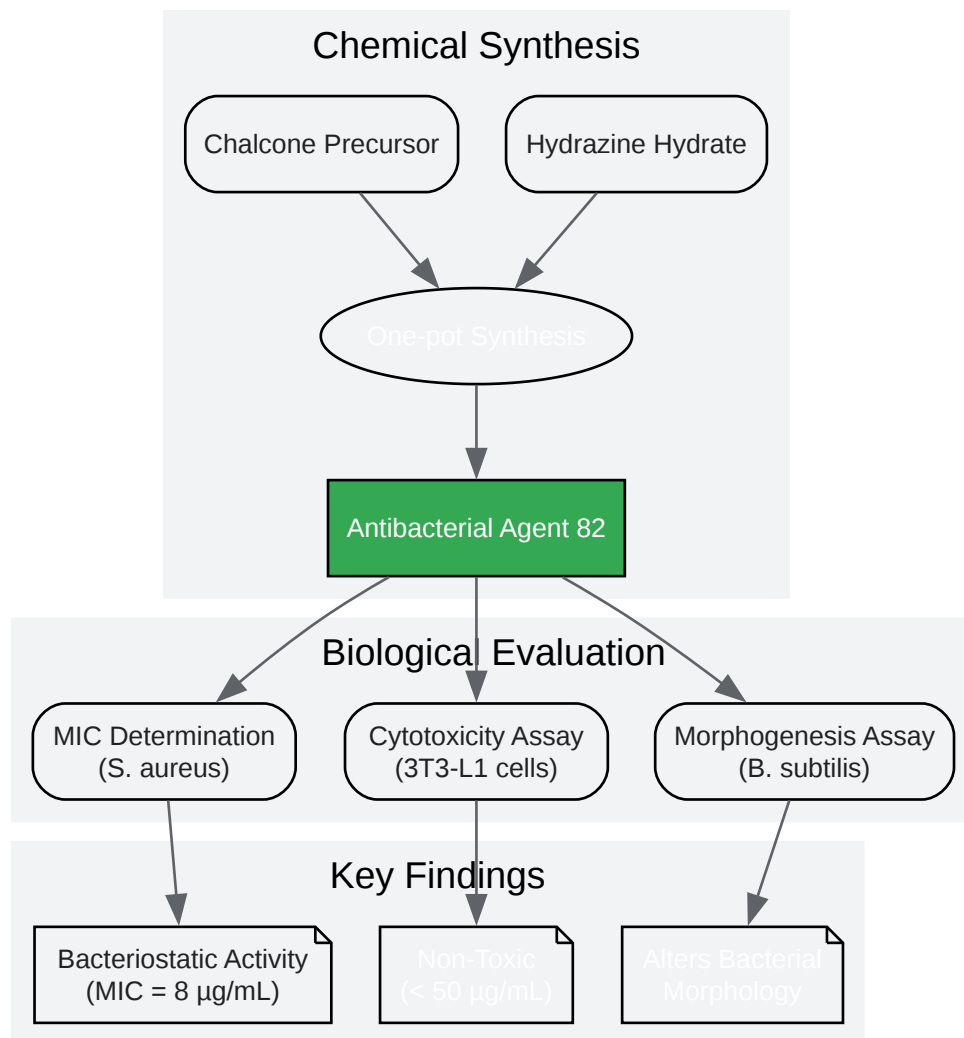 Chemical Synthesis
Chalcone Precursor
Hydrazine Hydrate
One-pot Synthesis
Antibacterial Agent 82
Biological Evaluation
MIC Determination
(S. aureus)
Cytotoxicity Assay
(3T3-L1 cells)
Morphogenesis Assay
(B. subtilis)
Key Findings
Bacteriostatic Activity
(MIC = 8 µg/mL)
Non-Toxic
(< 50 µg/mL)
Alters Bacterial
Morphology